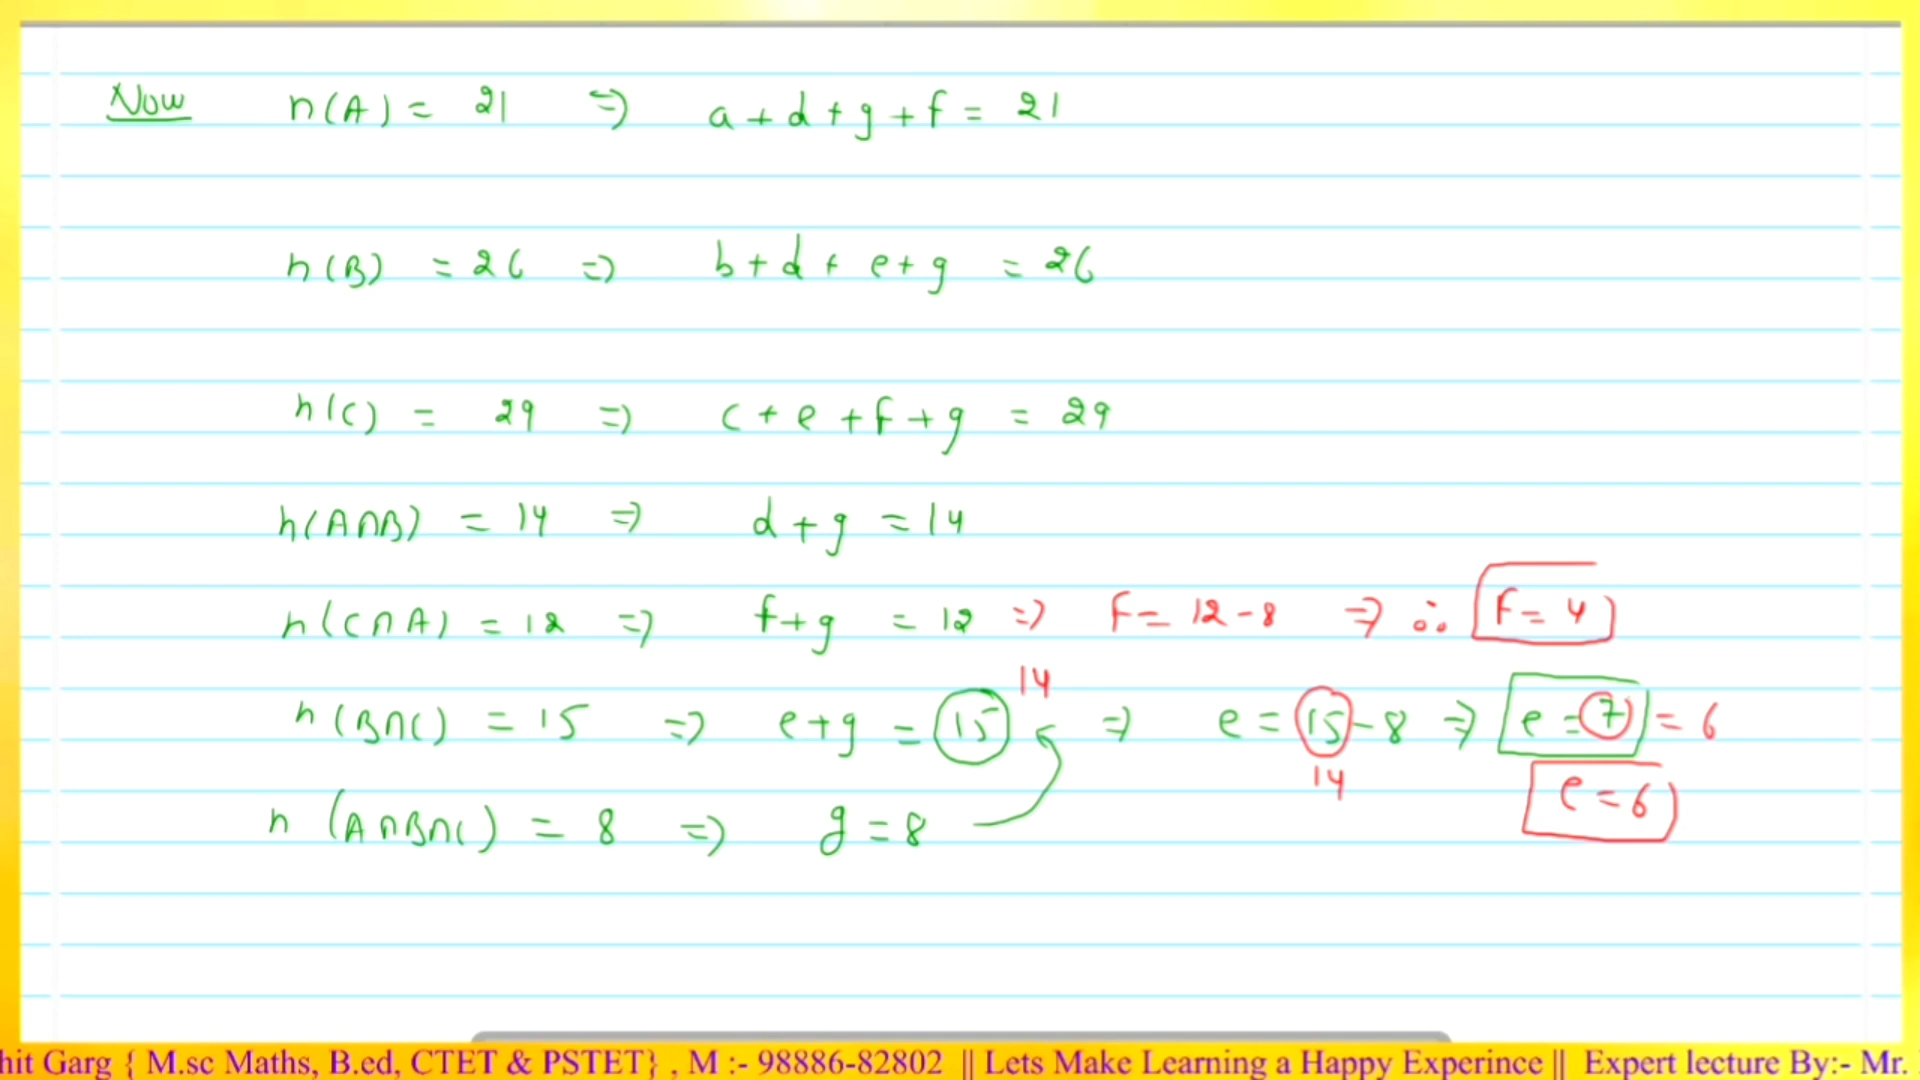 Now n(A) = 21 => a+d+g+f = 21
n(B) = 26 => b+d+e+g = 26
n(C) = 29 => c+e+f+g = 29
n(A∩B) = 14 => d+g = 14
n(C∩A) = 12 => f+g = 12 => F = 12-8 => ∴ F = 4
14
n(B∩C) = 15 => e+g = 15 => e = 15-8 => e = 7 = 6
14 e = 6
n(A∩B∩C) = 8 => g = 8
hit Garg { M.sc Maths, B.ed, CTET & PSTET} , M :- 98886-82802 || Lets Make Learning a Happy Experince || Expert lecture By:- Mr.